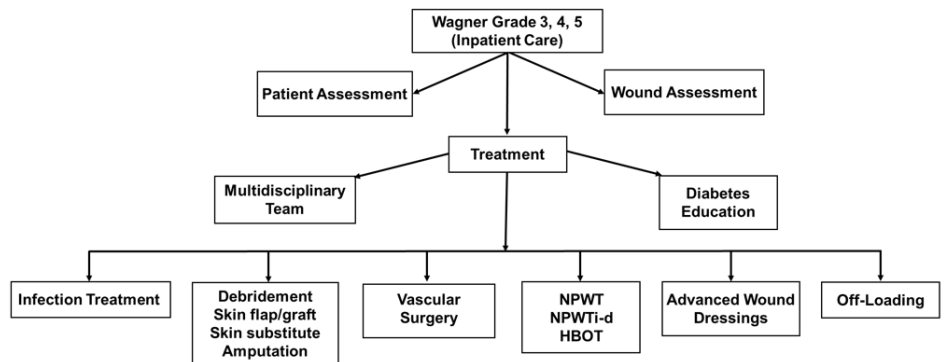 Wagner Grade 3, 4, 5
(Inpatient Care)
Patient Assessment
Wound Assessment
Treatment
Multidisciplinary
Team
Diabetes
Education
Infection Treatment
Debridement
Skin flap/graft
Skin substitute
Amputation
Vascular
Surgery
NPWT
NPWTi-d
HBOT
Advanced Wound
Dressings
Off-Loading